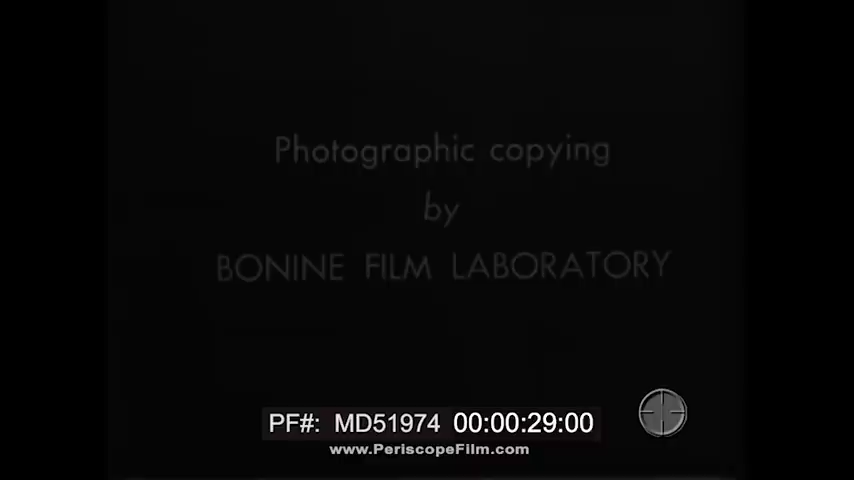 Photographic copying
by
BONINE FILM LABORATORY
PF#: MD51974 00:00:29:00
www.PeriscopeFilm.com